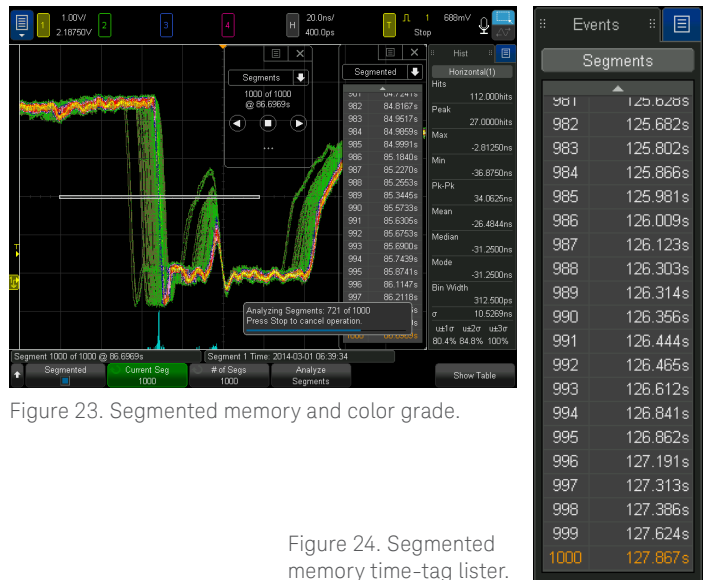 1 1.00V/ 2.18750V 2 3 4 H 20.0ns/ 400.0ps T 1 688mV Stop
Segments
1000 of 1000
@ 86.6969s
...
Segmented
981 84.7241s
982 84.8167s
983 84.9517s
984 84.9859s
985 84.9991s
986 85.1840s
987 85.2270s
988 85.2553s
989 85.3445s
990 85.5733s
991 85.6305s
992 85.6753s
993 85.6900s
994 85.7439s
995 85.8741s
996 86.1147s
997 86.2118s
1000 86.6969s
Hist
Horizontal(1)
Hits
112.000hits
Peak
27.0000hits
Max
-2.81250ns
Min
-36.8750ns
Pk-Pk
34.0625ns
Mean
-26.4844ns
Median
-31.2500ns
Mode
-31.2500ns
Bin Width
312.500ps
σ
10.5269ns
u±1σ u±2σ u±3σ
80.4% 84.8% 100%
Analyzing Segments: 721 of 1000
Press Stop to cancel operation.
T
Segment 1000 of 1000 @ 86.6969s
Segment 1 Time: 2014-03-01 06:39:34
Segmented
Current Seg
1000
# of Segs
1000
Analyze
Segments
Show Table
Figure 23. Segmented memory and color grade.
Events
Segments
981 125.628s
982 125.682s
983 125.802s
984 125.866s
985 125.981s
986 126.009s
987 126.123s
988 126.303s
989 126.314s
990 126.356s
991 126.444s
992 126.465s
993 126.612s
994 126.841s
995 126.862s
996 127.191s
997 127.313s
998 127.386s
999 127.624s
1000 127.867s
Figure 24. Segmented
memory time-tag lister.